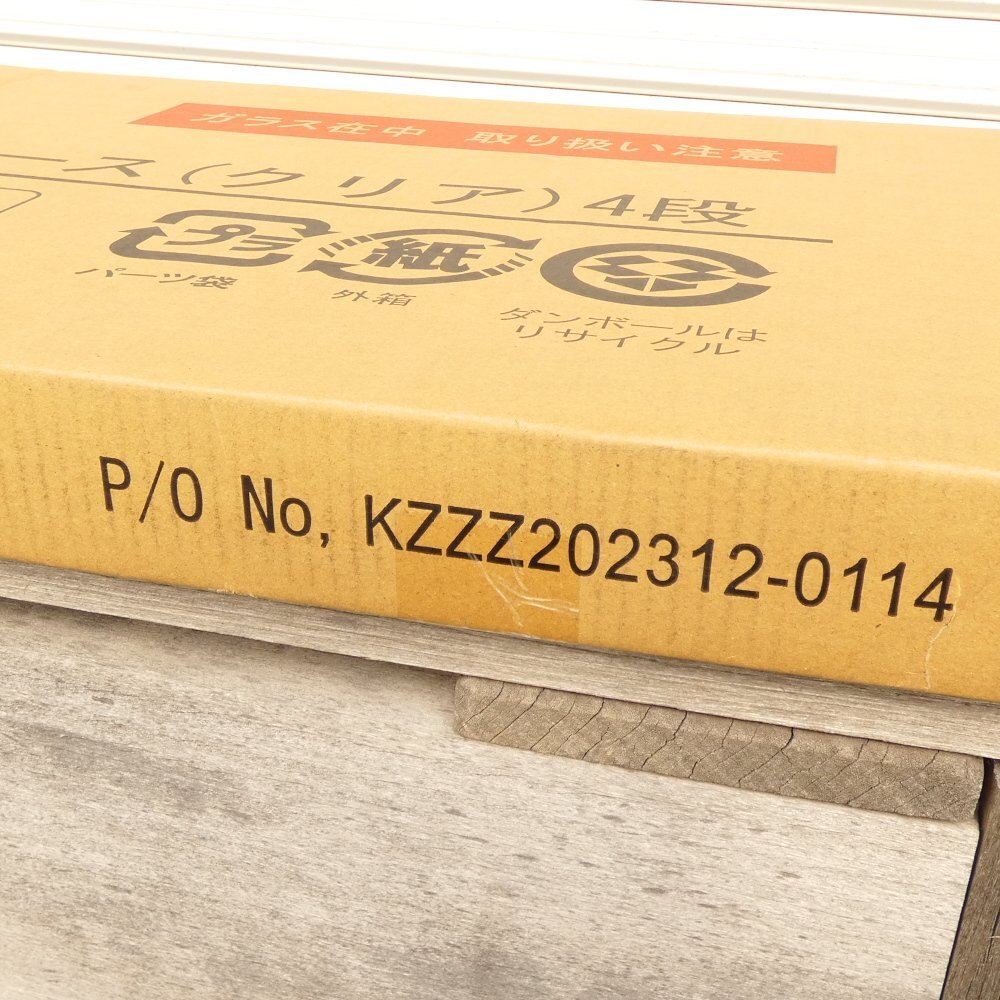 ガラス在中 取り扱い注意
ース(クリア)4段
プラ
紙
パーツ袋
外箱
ダンボールは
リサイクル
P/O No, KZZZ202312-0114